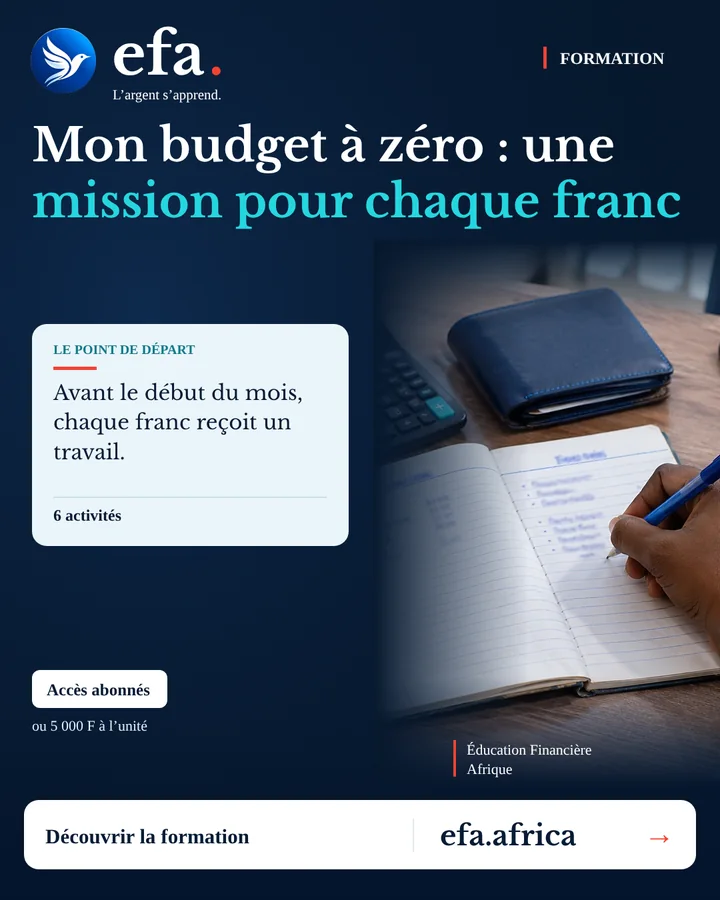 efa.
L’argent s’apprend.
FORMATION
Mon budget à zéro : une
mission pour chaque franc
LE POINT DE DÉPART
Avant le début du mois,
chaque franc reçoit un
travail.
6 activités
Accès abonnés
ou 5 000 F à l’unité
Éducation Financière
Afrique
Découvrir la formation
efa.africa
→